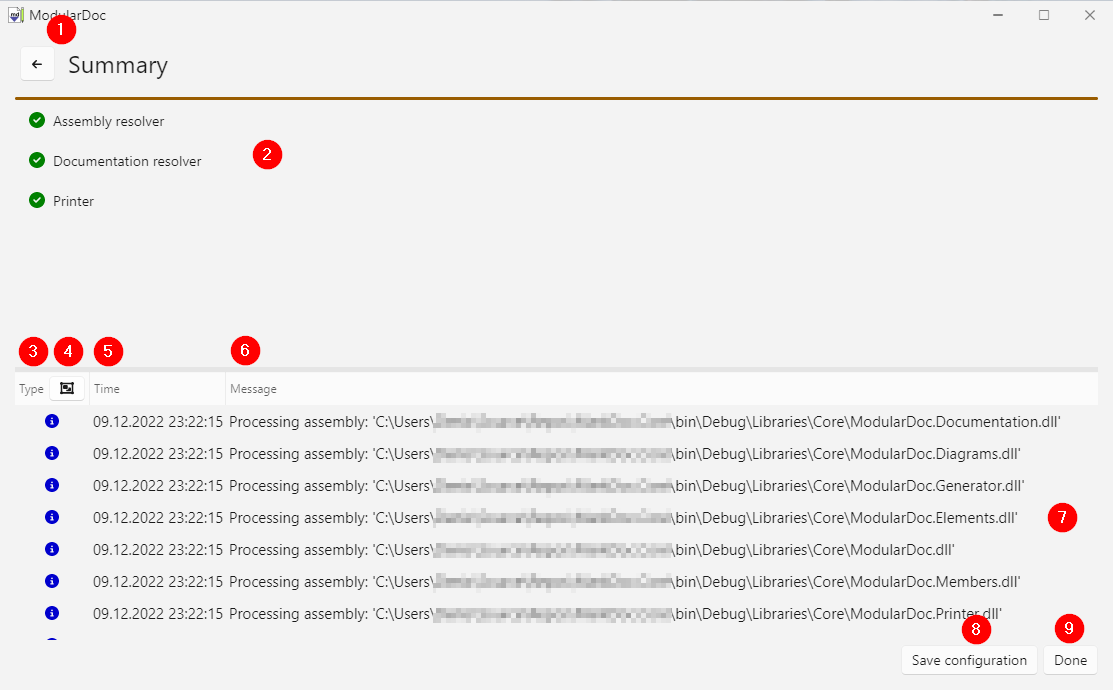 ModularDoc
1
Summary
Assembly resolver
Documentation resolver
2
Printer
3 4 5 6
Type Time Message
09.12.2022 23:22:15 Processing assembly: 'C:\Users\ \bin\Debug\Libraries\Core\ModularDoc.Documentation.dll'
09.12.2022 23:22:15 Processing assembly: 'C:\Users\ \bin\Debug\Libraries\Core\ModularDoc.Diagrams.dll'
09.12.2022 23:22:15 Processing assembly: 'C:\Users\ \bin\Debug\Libraries\Core\ModularDoc.Generator.dll'
09.12.2022 23:22:15 Processing assembly: 'C:\Users\ \bin\Debug\Libraries\Core\ModularDoc.Elements.dll'
7
09.12.2022 23:22:15 Processing assembly: 'C:\Users\ \bin\Debug\Libraries\Core\ModularDoc.dll'
09.12.2022 23:22:15 Processing assembly: 'C:\Users\ \bin\Debug\Libraries\Core\ModularDoc.Members.dll'
09.12.2022 23:22:15 Processing assembly: 'C:\Users\ \bin\Debug\Libraries\Core\ModularDoc.Printer.dll'
8 9
Save configuration Done